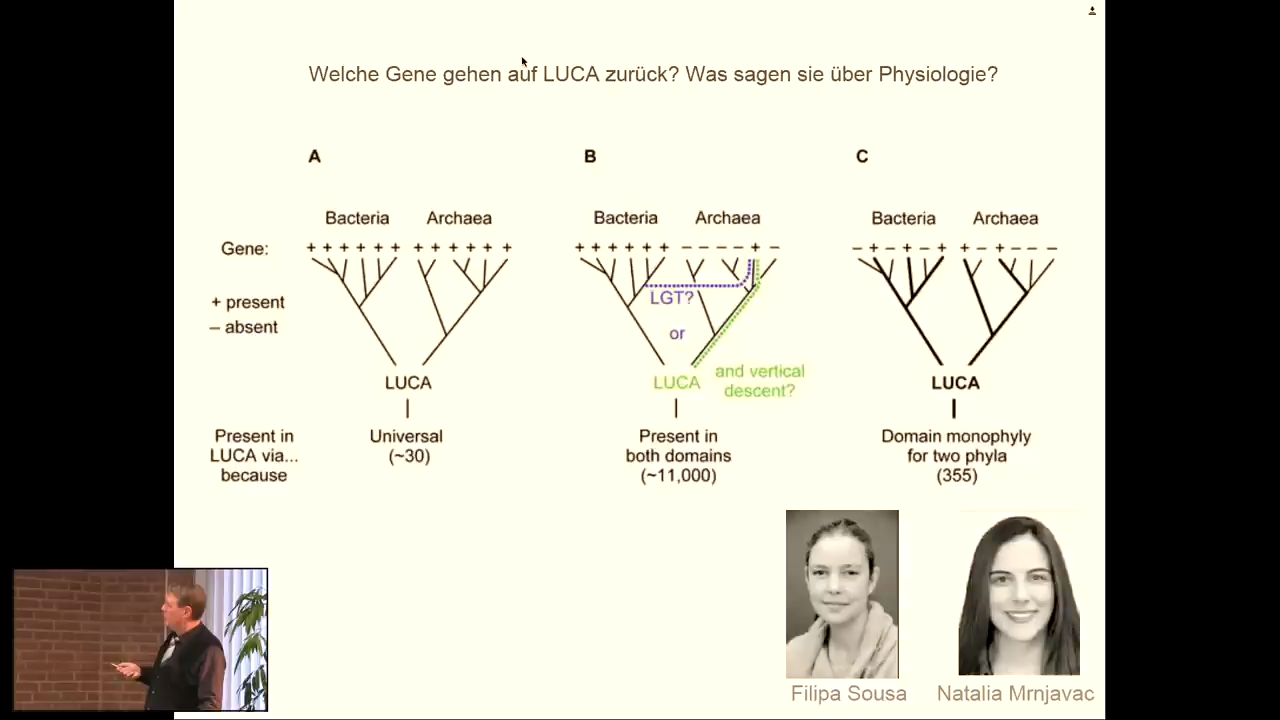 Welche Gene gehen auf LUCA zurück? Was sagen sie über Physiologie?
A
B
C
Bacteria Archaea
Bacteria Archaea
Bacteria Archaea
Gene:
+ + + + + + + + + + + +
+ + + + + + – – – – + –
– + – + – + + – + – – –
+ present
– absent
LGT?
or
LUCA
LUCA
and vertical
descent?
LUCA
Present in
LUCA via...
because
Universal
(~30)
Present in
both domains
(~11,000)
Domain monophyly
for two phyla
(355)
Filipa Sousa
Natalia Mrnjavac